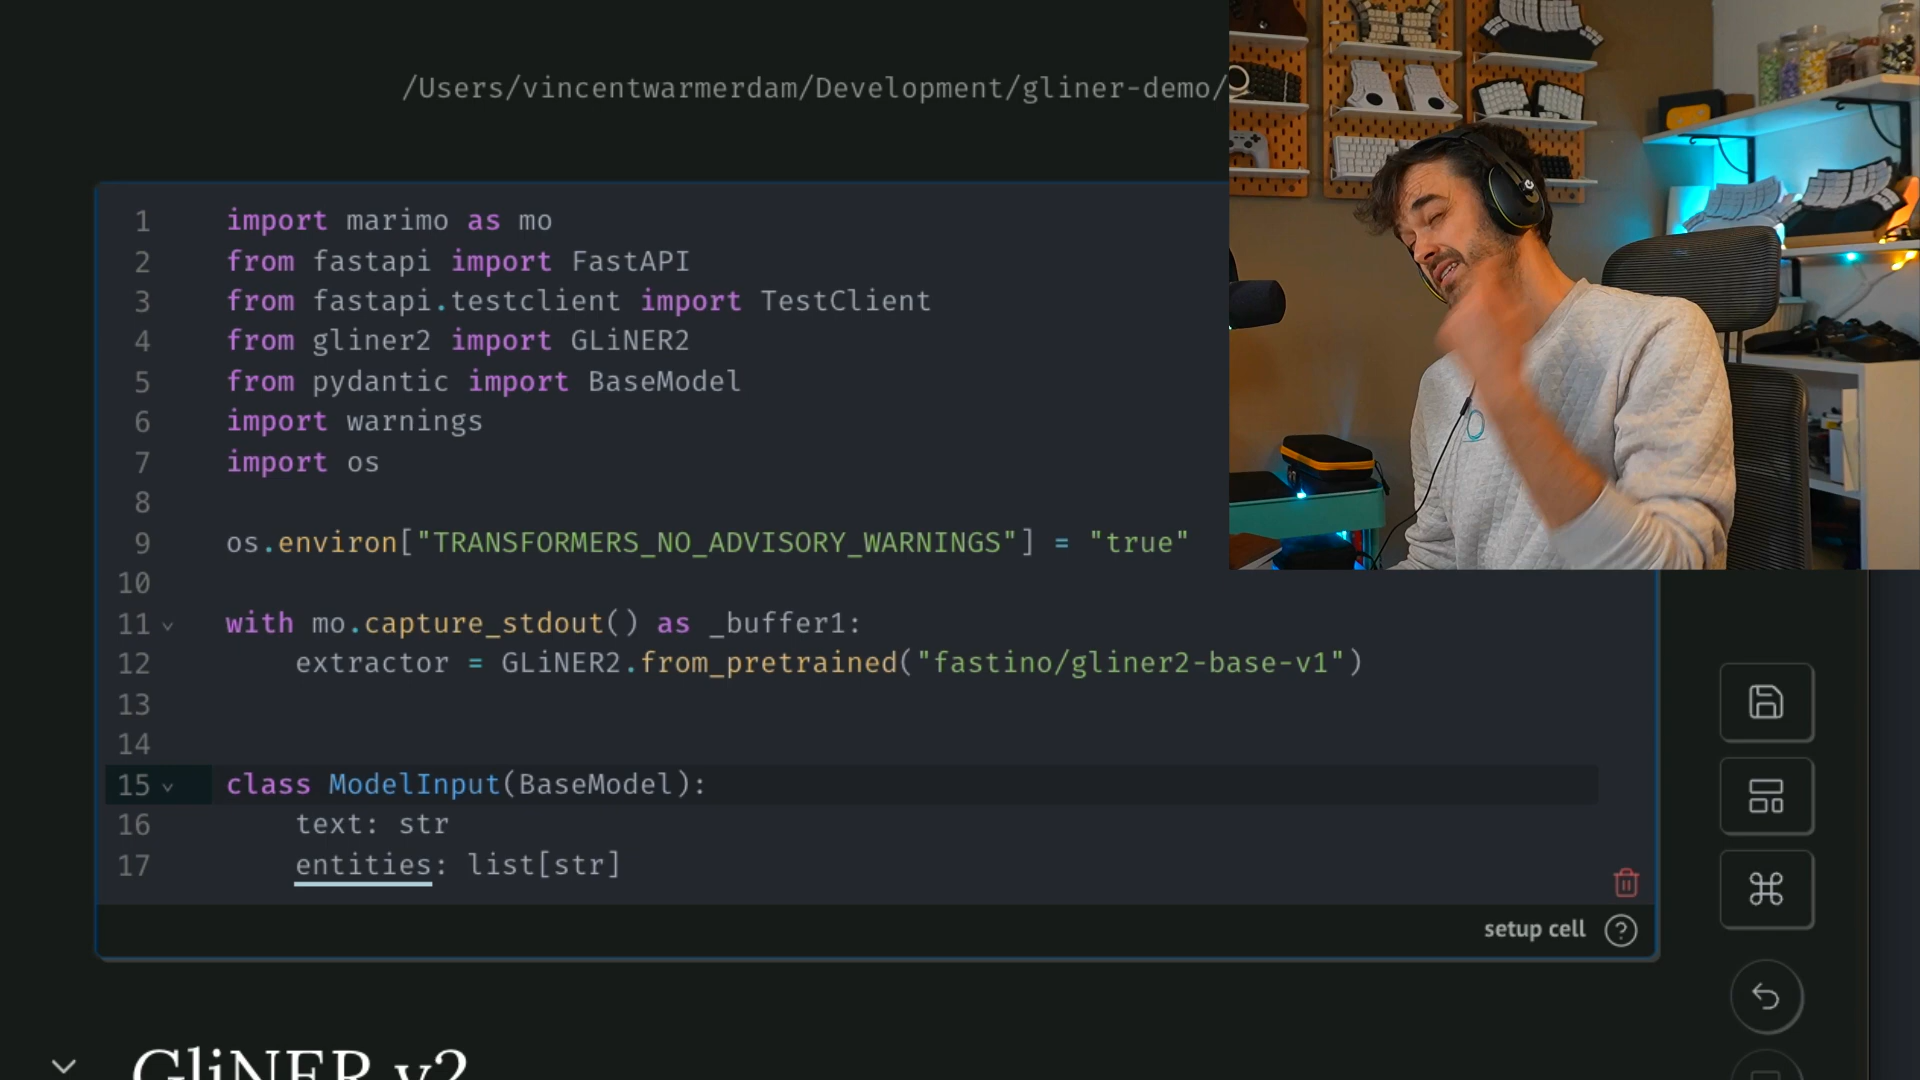 /Users/vincentwarmerdam/Development/gliner-demo/
1 import marimo as mo
2 from fastapi import FastAPI
3 from fastapi.testclient import TestClient
4 from gliner2 import GLiNER2
5 from pydantic import BaseModel
6 import warnings
7 import os
8
9 os.environ["TRANSFORMERS_NO_ADVISORY_WARNINGS"] = "true"
10
11 with mo.capture_stdout() as _buffer1:
12 extractor = GLiNER2.from_pretrained("fastino/gliner2-base-v1")
13
14
15 class ModelInput(BaseModel):
16 text: str
17 entities: list[str]
setup cell ?
GliNER v2